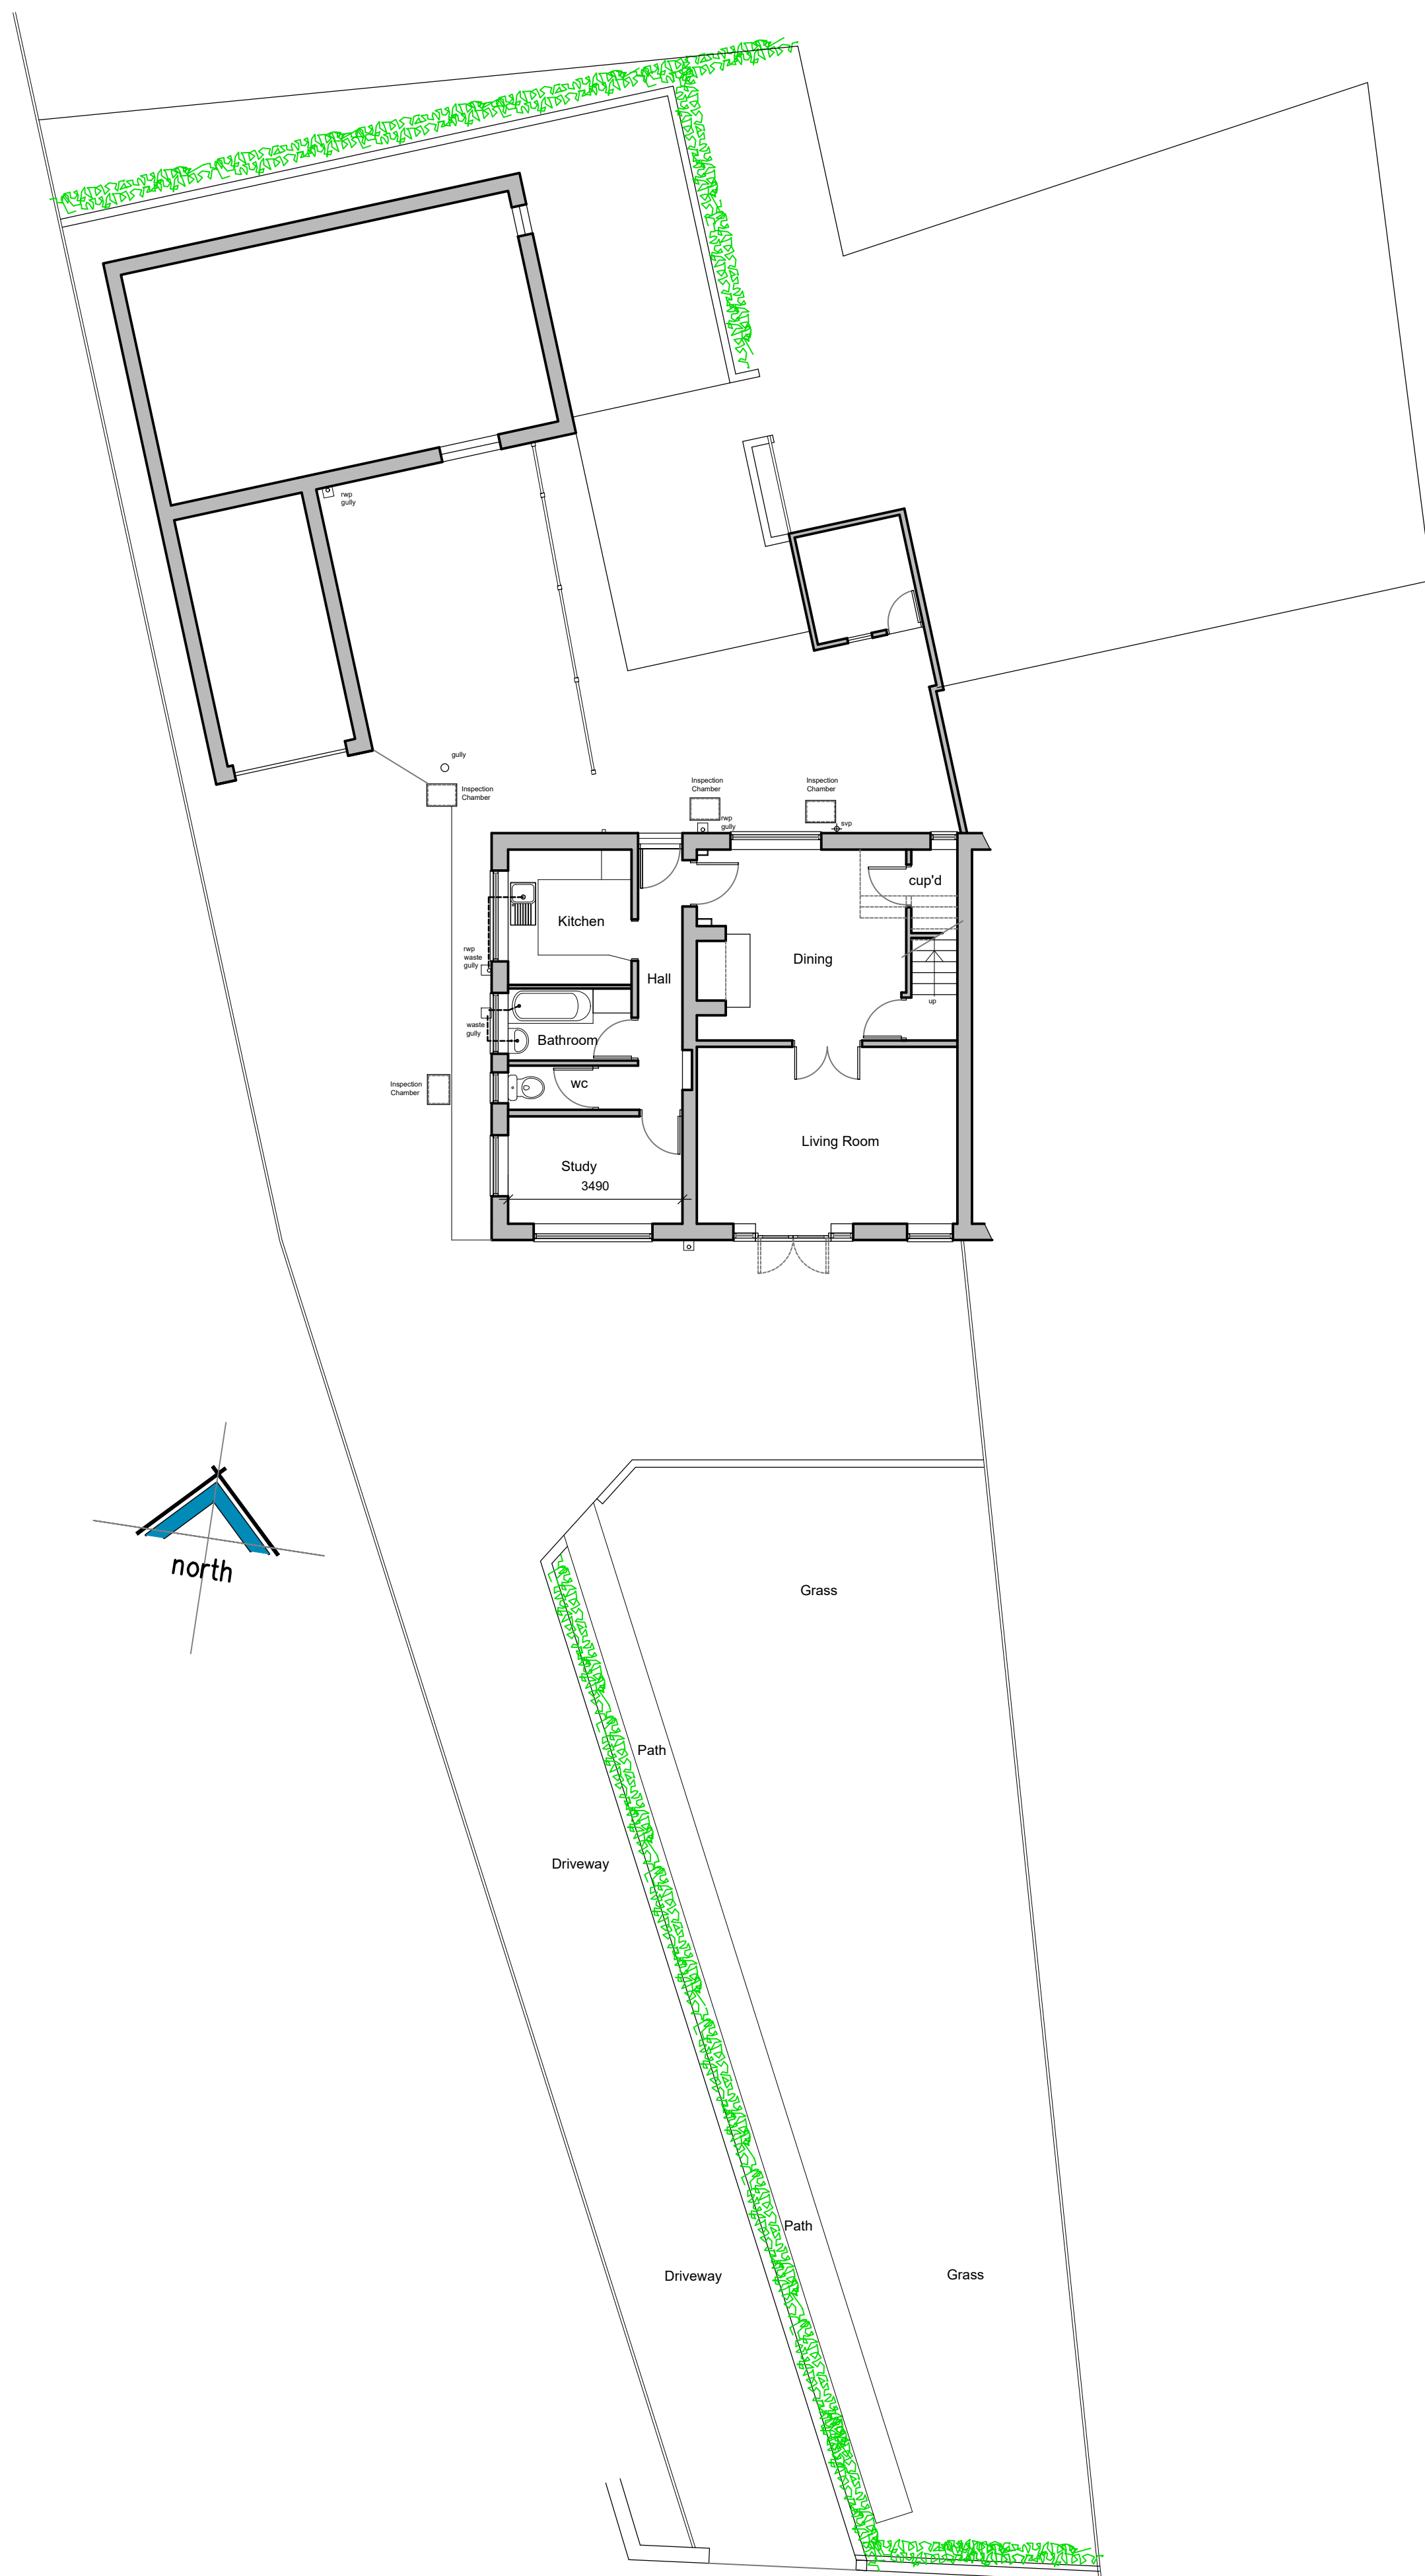 rwp
gully
gully
Inspection
Chamber
Inspection
Chamber
Inspection
Chamber
rwp
gully
svp
cup'd
Kitchen
rwp
waste
gully
Hall
Dining
up
waste
gully
Bathroom
wc
Inspection
Chamber
Living Room
Study
3490
north
Grass
Path
Driveway
Path
Driveway
Grass